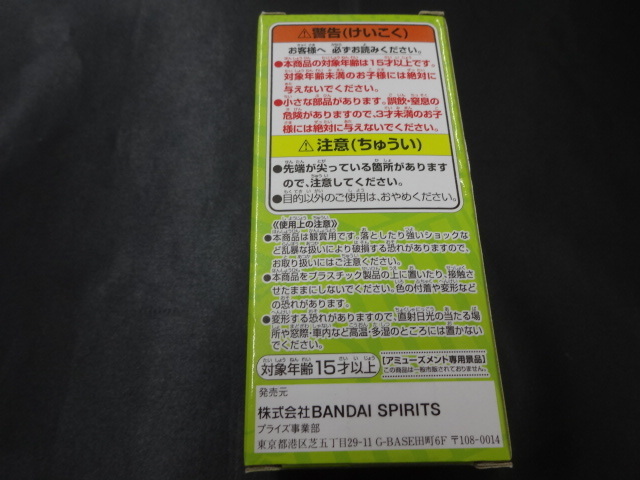 ⚠警告(けいこく)
お客様へ 必ずお読みください。
●本商品の対象年齢は15才以上です。
対象年齢未満のお子様には絶対に
与えないでください。
●小さな部品があります。誤飲・窒息の
危険がありますので、3才未満のお子
様には絶対に与えないでください。
⚠注意(ちゅうい)
●先端が尖っている箇所があります
ので、注意してください。
●目的以外のご使用は、おやめください。
《使用上の注意》
●本商品は観賞用です。落としたり強いショックな
ど乱暴な扱いにより破損する恐れがありますので、
お取り扱いにはご注意ください。
●本商品をプラスチック製品の上に置いたり、接触さ
せたままにしないでください。色の付着や変形など
の恐れがあります。
●変形する恐れがありますので、直射日光の当たる場
所や窓際・車内など高温・多湿のところには置かない
でください。
対象年齢15才以上
【アミューズメント専用景品】
この商品は一般市販されておりません。
発売元
株式会社BANDAI SPIRITS
プライズ事業部
東京都港区芝五丁目29-11 G-BASE田町6F 〒108-0014